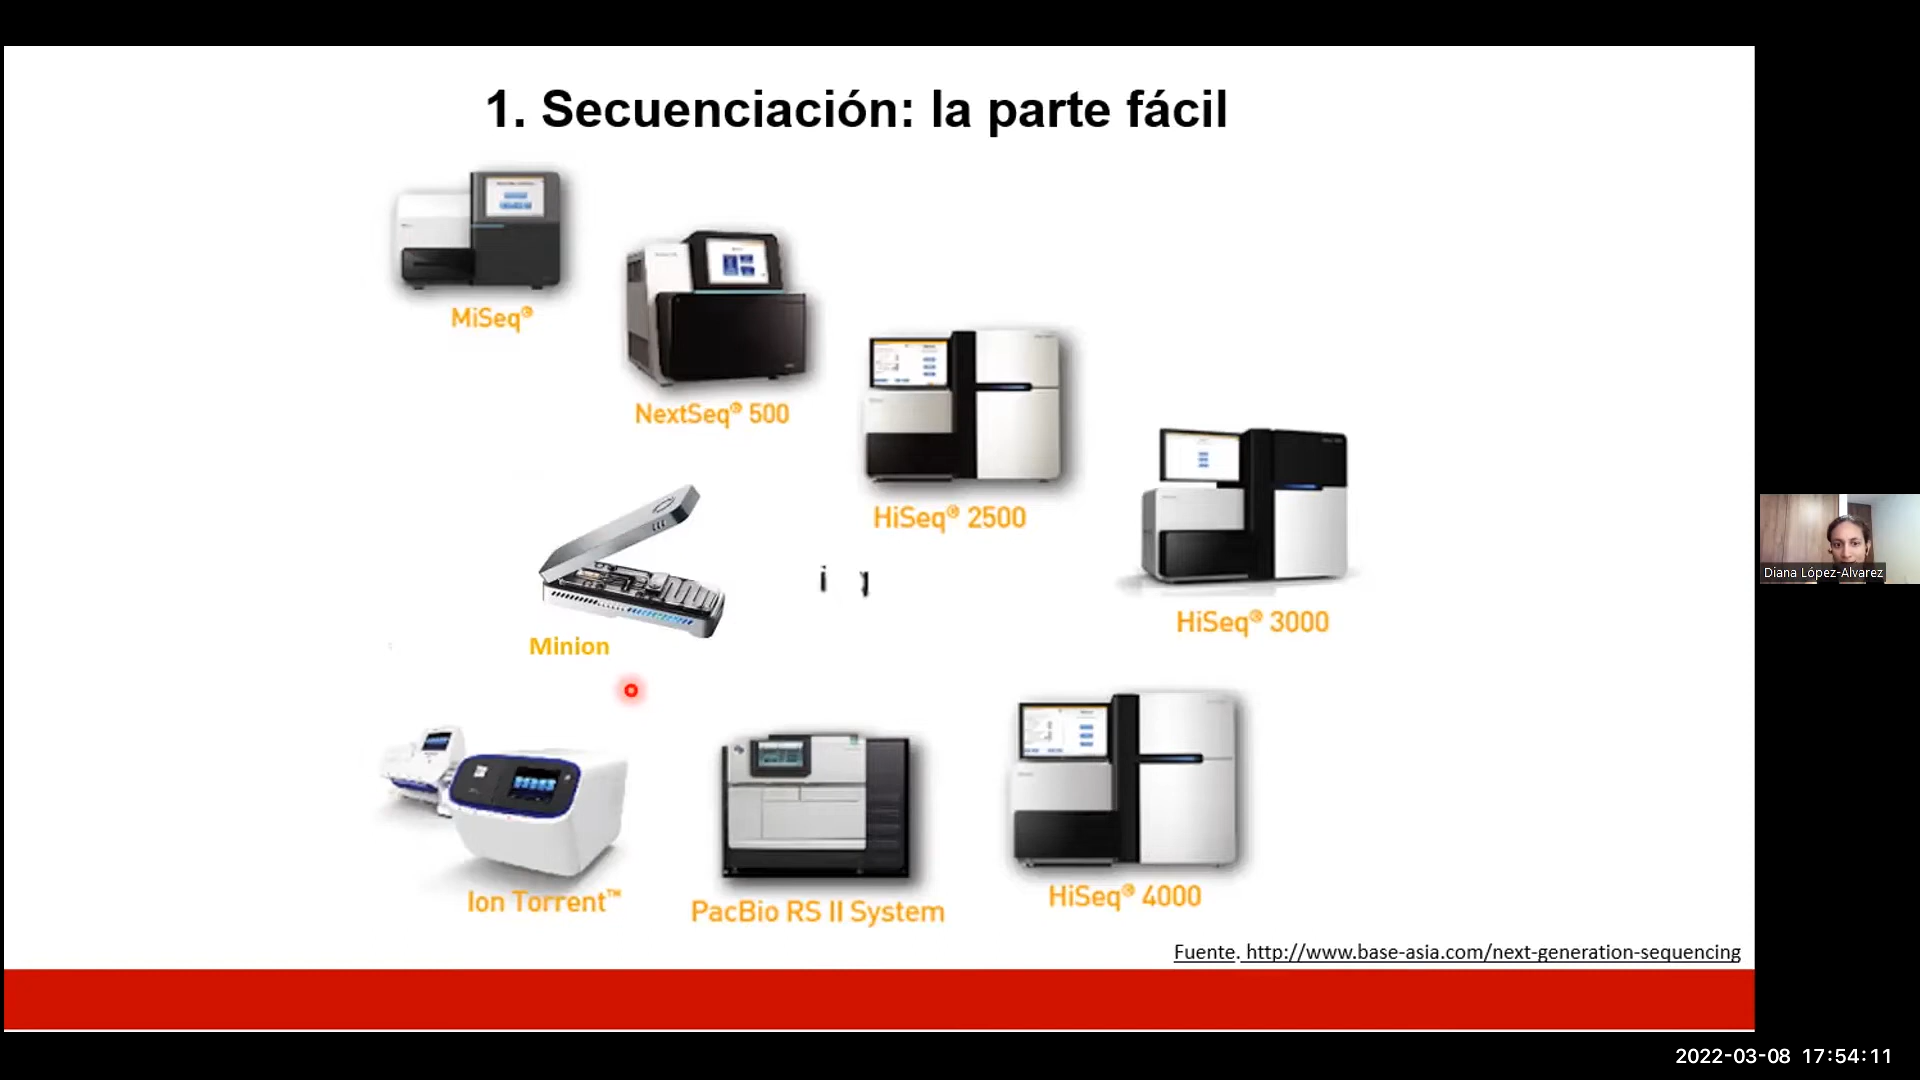 1. Secuenciación: la parte fácil
MiSeq®
NextSeq® 500
HiSeq® 2500
HiSeq® 3000
Minion
Ion Torrent™
PacBio RS II System
HiSeq® 4000
Fuente. http://www.base-asia.com/next-generation-sequencing
Diana López-Alvarez
2022-03-08 17:54:11